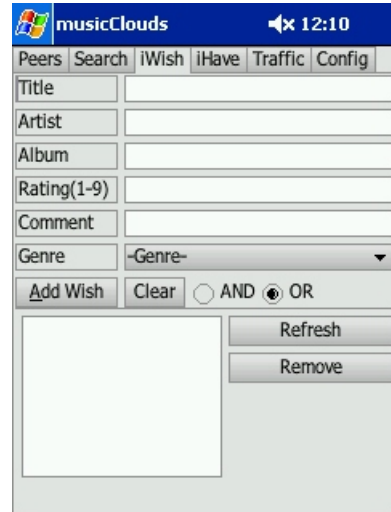 musicClouds 12:10
Peers Search iWish iHave Traffic Config
Title
Artist
Album
Rating(1-9)
Comment
Genre -Genre-
Add Wish Clear AND OR
Refresh
Remove